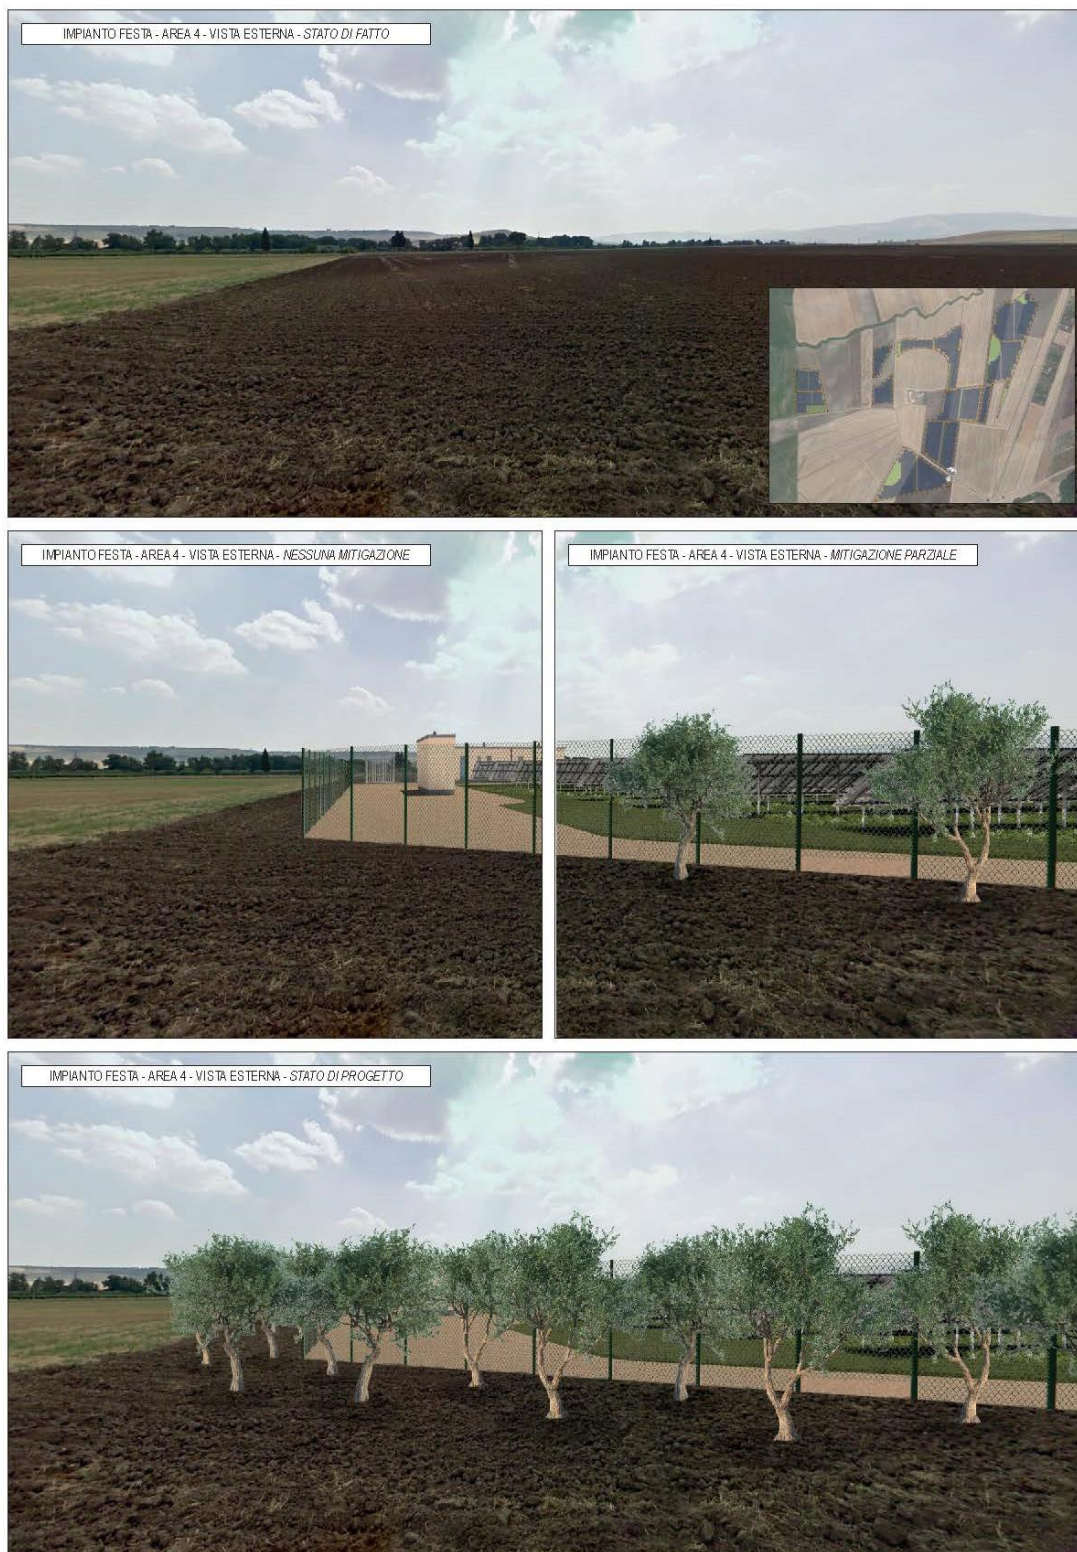 IMPIANTO FESTA - AREA 4 - VISTA ESTERNA - STATO DI FATTO
IMPIANTO FESTA - AREA 4 - VISTA ESTERNA - NESSUNA MITIGAZIONE
IMPIANTO FESTA - AREA 4 - VISTA ESTERNA - MITIGAZIONE PARZIALE
IMPIANTO FESTA - AREA 4 - VISTA ESTERNA - STATO DI PROGETTO